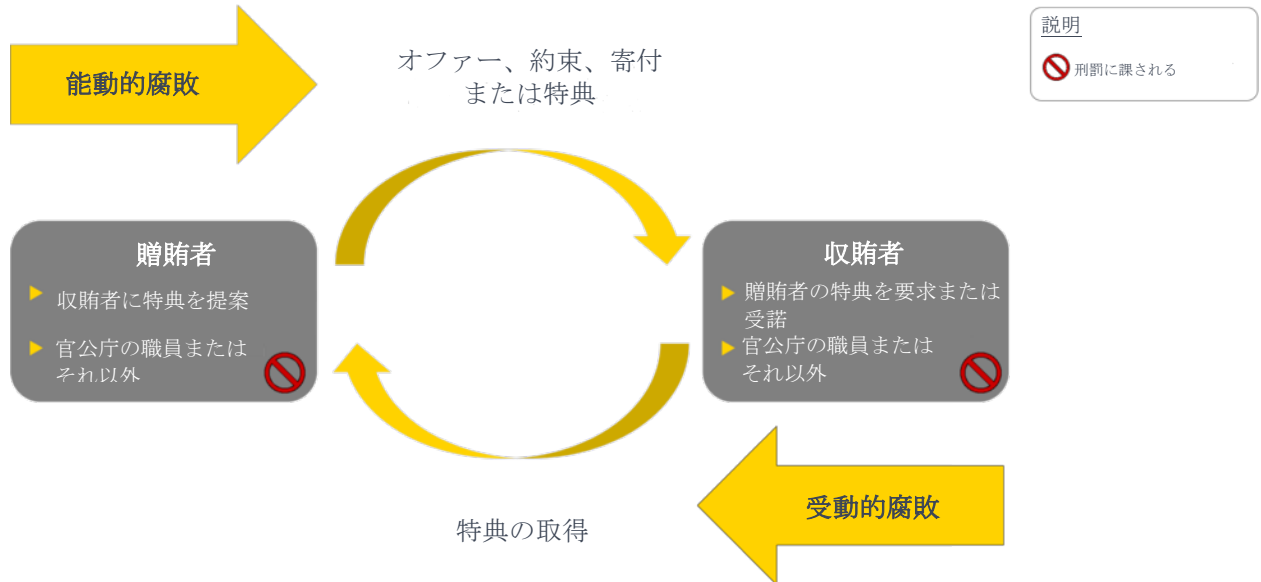 能動的腐敗
オファー、約束、寄付
または特典
説明
刑罰に課される
贈賄者
収賄者に特典を提案
官公庁の職員または
それ以外
収賄者
贈賄者の特典を要求または
受諾
官公庁の職員または
それ以外
受動的腐敗
特典の取得